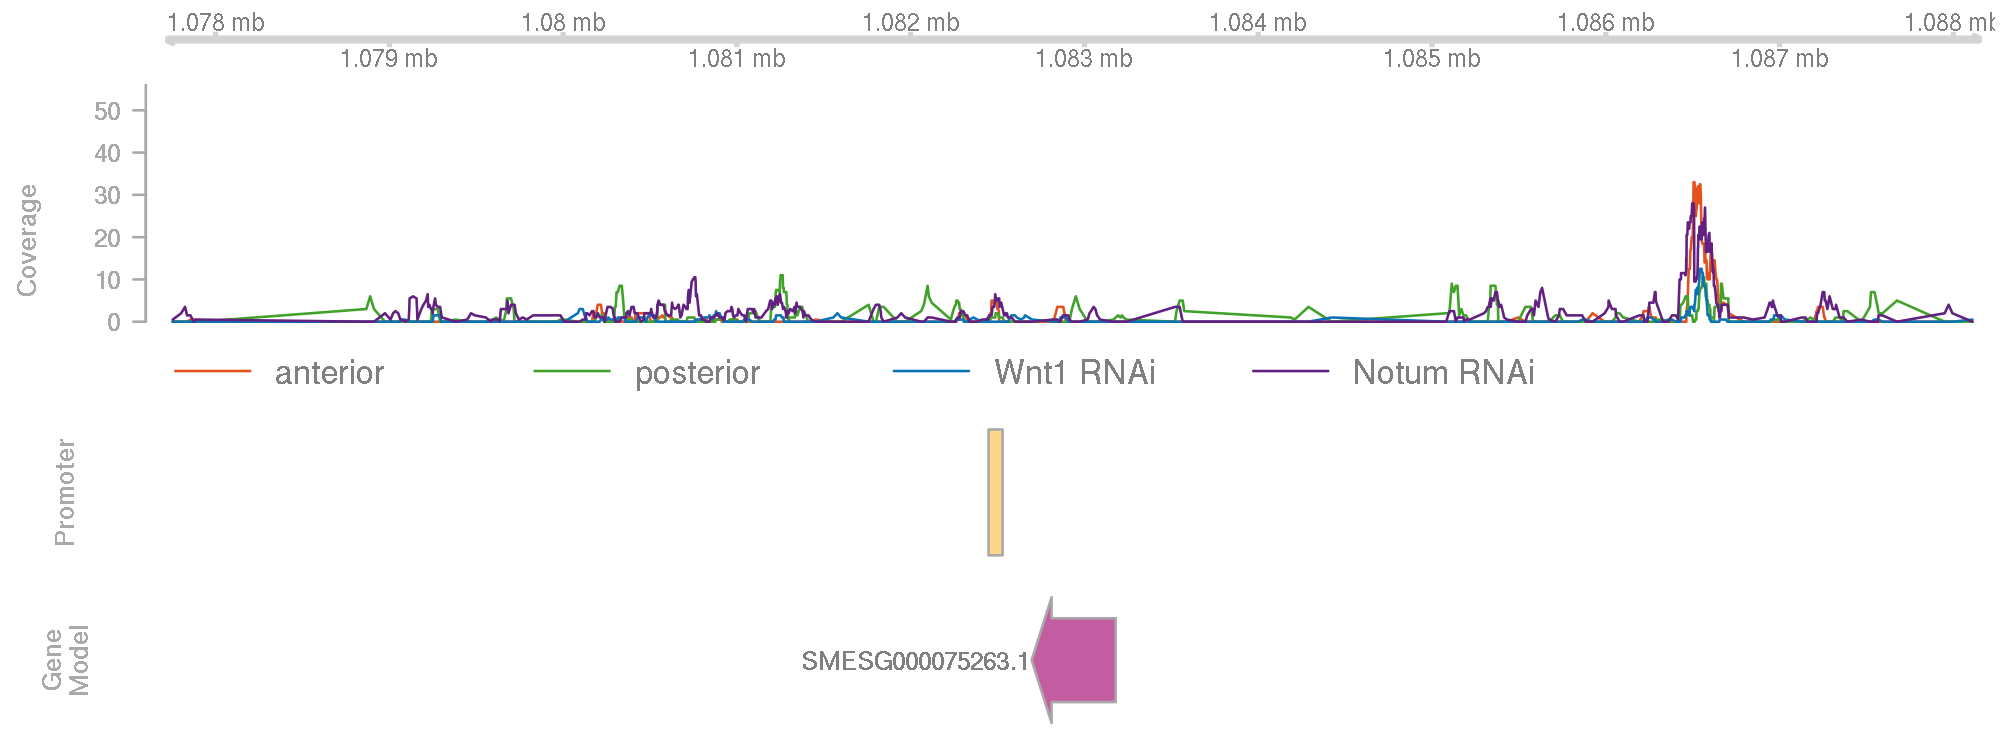 1.078 mb 1.08 mb 1.082 mb 1.084 mb 1.086 mb 1.088 mb
1.079 mb 1.081 mb 1.083 mb 1.085 mb 1.087 mb
Coverage
50
40
30
20
10
0
anterior posterior Wnt1 RNAi Notum RNAi
Promoter
Gene
Model
SMESG000075263.1